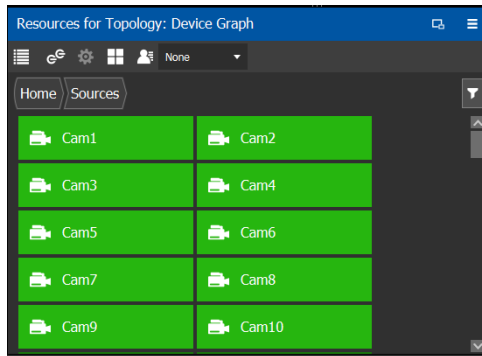 Resources for Topology: Device Graph
None
Home Sources
Cam1 Cam2
Cam3 Cam4
Cam5 Cam6
Cam7 Cam8
Cam9 Cam10